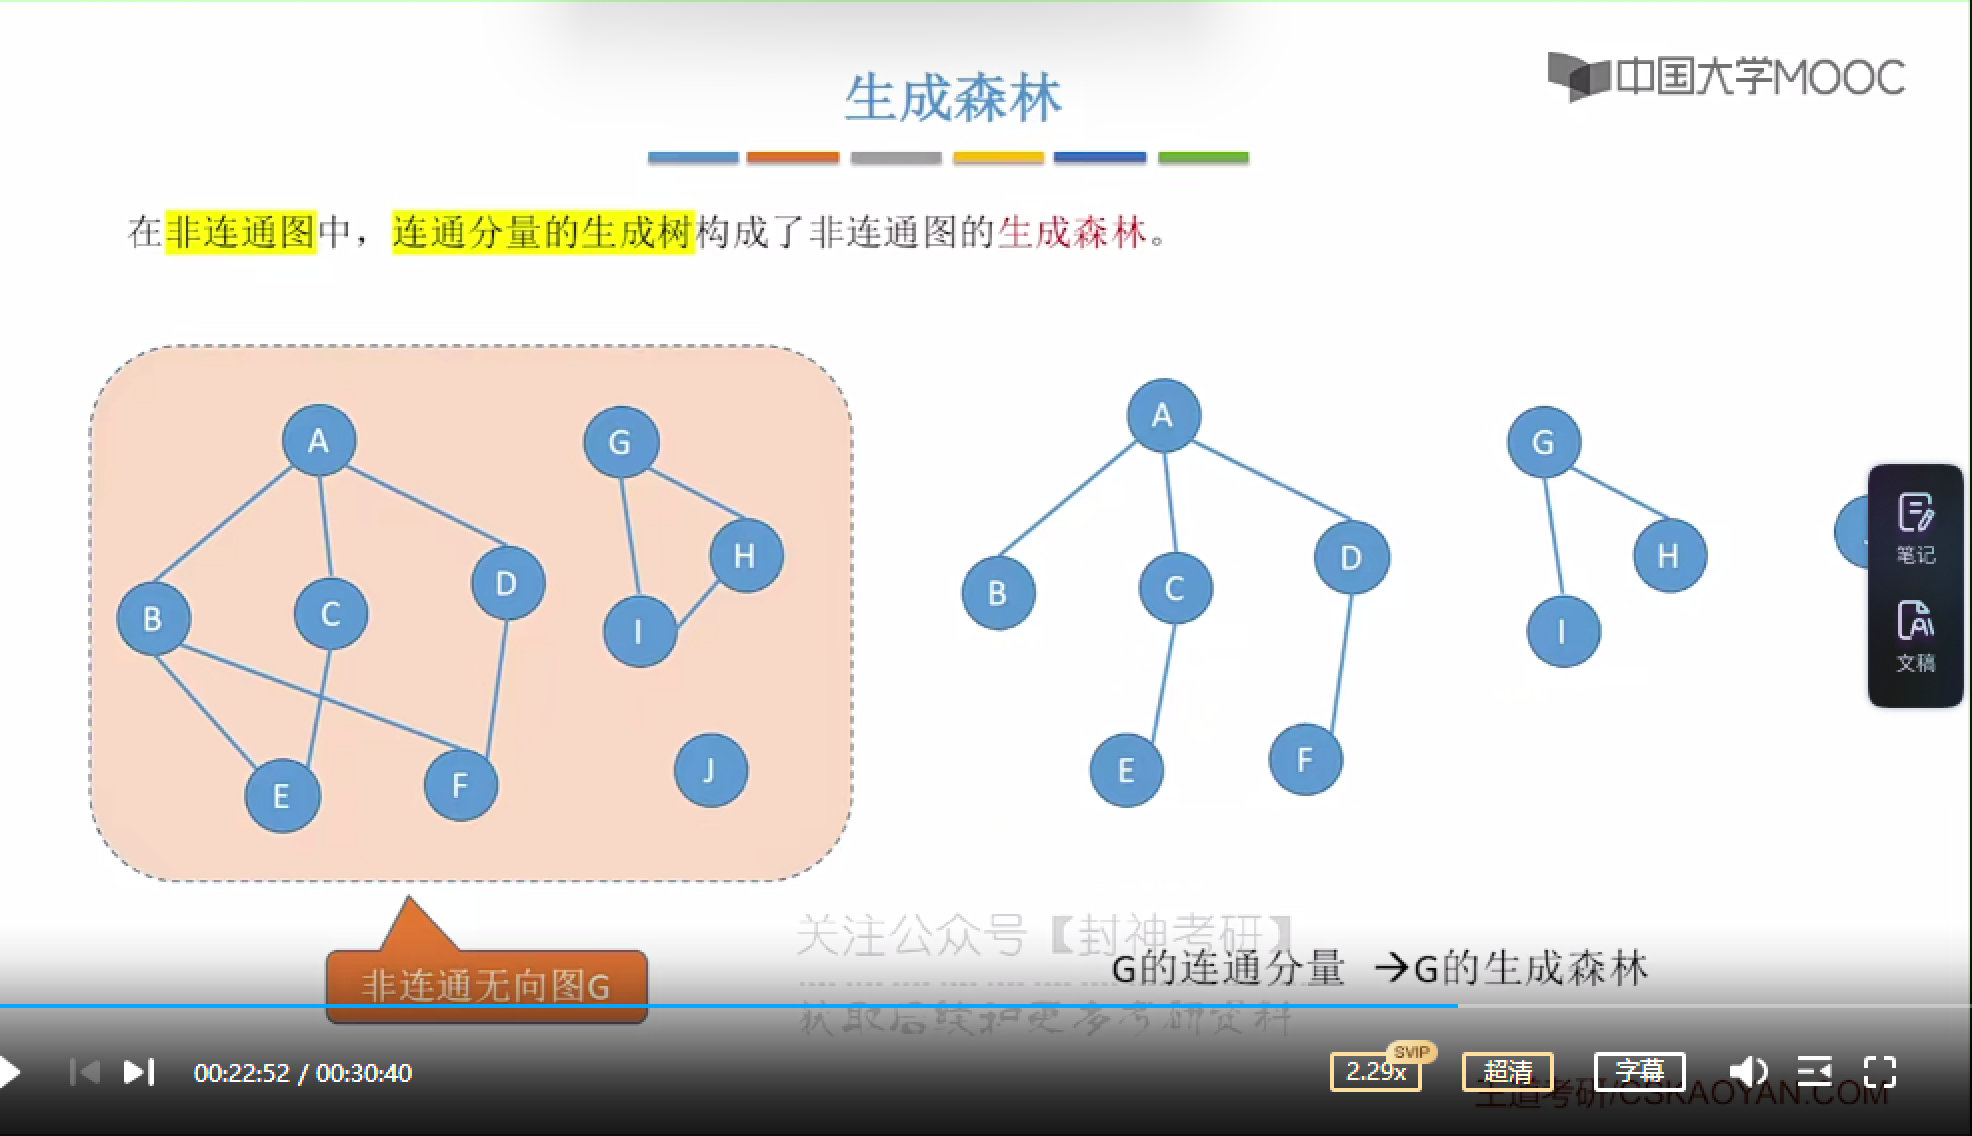 中国大学MOOC
生成森林
在非连通图中，连通分量的生成树构成了非连通图的生成森林。
A
B
C
D
E
F
G
H
I
J
A
B
C
D
E
F
G
H
I
笔记
文稿
非连通无向图G
关注公众号【封神考研】
G的连通分量 →G的生成森林
获取后续和更多考研资料
00:22:52 / 00:30:40
2.29x
SVIP
超清
字幕
王道考研/CSKAOYAN.COM